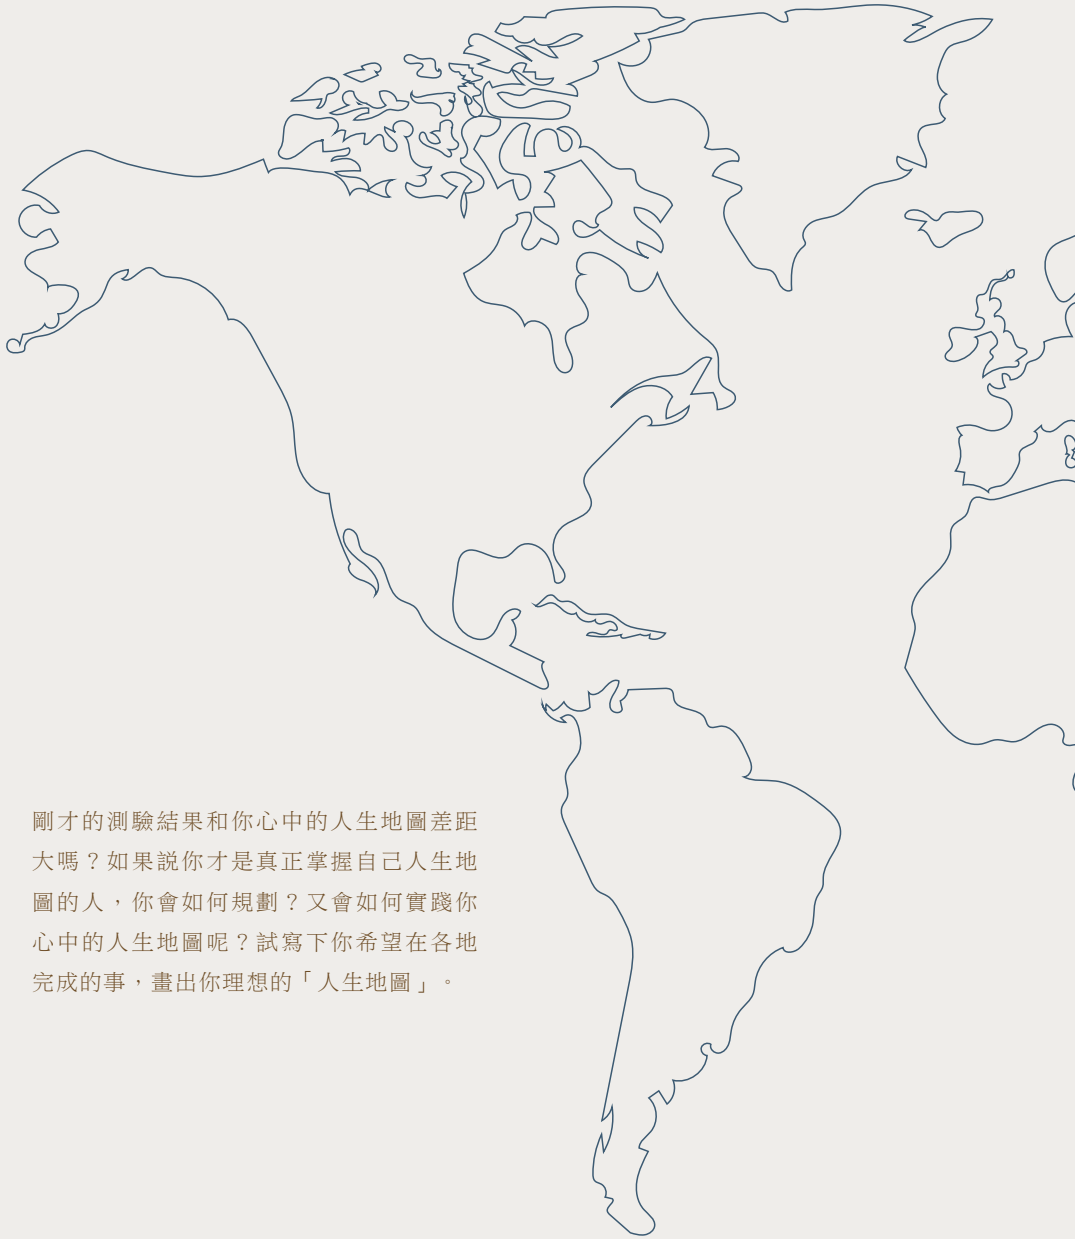 剛才的測驗結果和你心中的人生地圖差距
大嗎？如果說你才是真正掌握自己人生地
圖的人，你會如何規劃？又會如何實踐你
心中的人生地圖呢？試寫下你希望在各地
完成的事，畫出你理想的「人生地圖」。